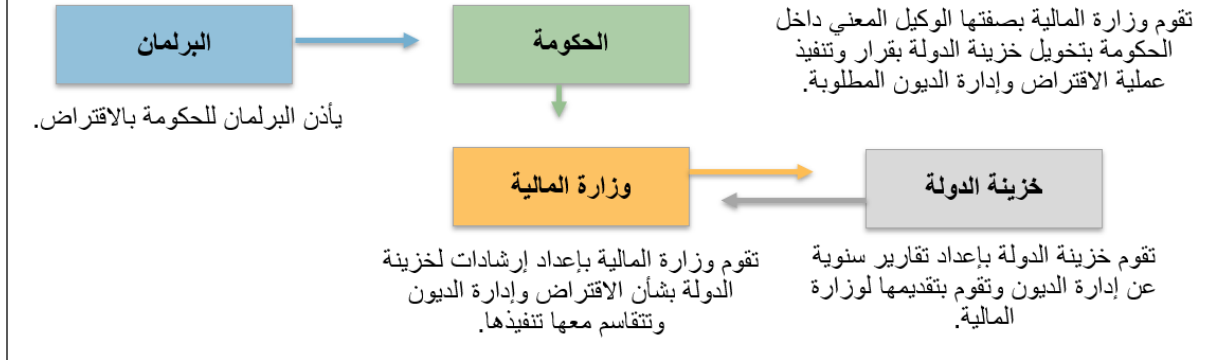 تقوم وزارة المالية بصفتها الوكيل المعني داخل
الحكومة بتخويل خزينة الدولة بقرار وتنفيذ
عملية الاقتراض وإدارة الديون المطلوبة.
الحكومة
البرلمان
يأذن البرلمان للحكومة بالاقتراض.
خزينة الدولة
وزارة المالية
تقوم خزينة الدولة بإعداد تقارير سنوية
عن إدارة الديون وتقوم بتقديمها لوزارة
المالية.
تقوم وزارة المالية بإعداد إرشادات لخزينة
الدولة بشأن الاقتراض وإدارة الديون
وتتقاسم معها تنفيذها.